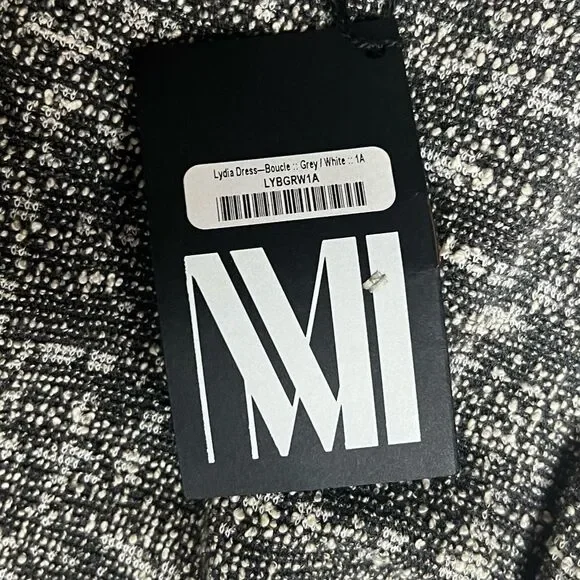 Lydia Dress—Boucle :: Grey / White :: 1A
LYBGRW1A